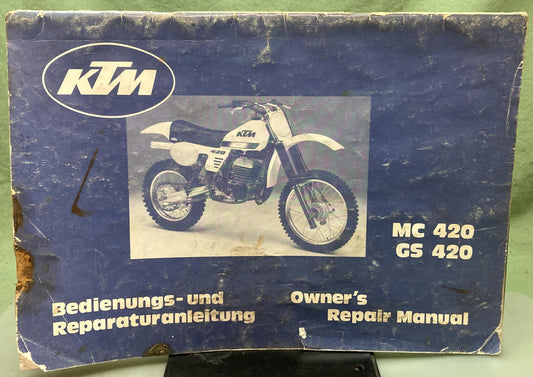 KTM
KTM
420
MC 420
GS 420
Bedienungs- und
Reparaturanleitung
Owner's
Repair Manual